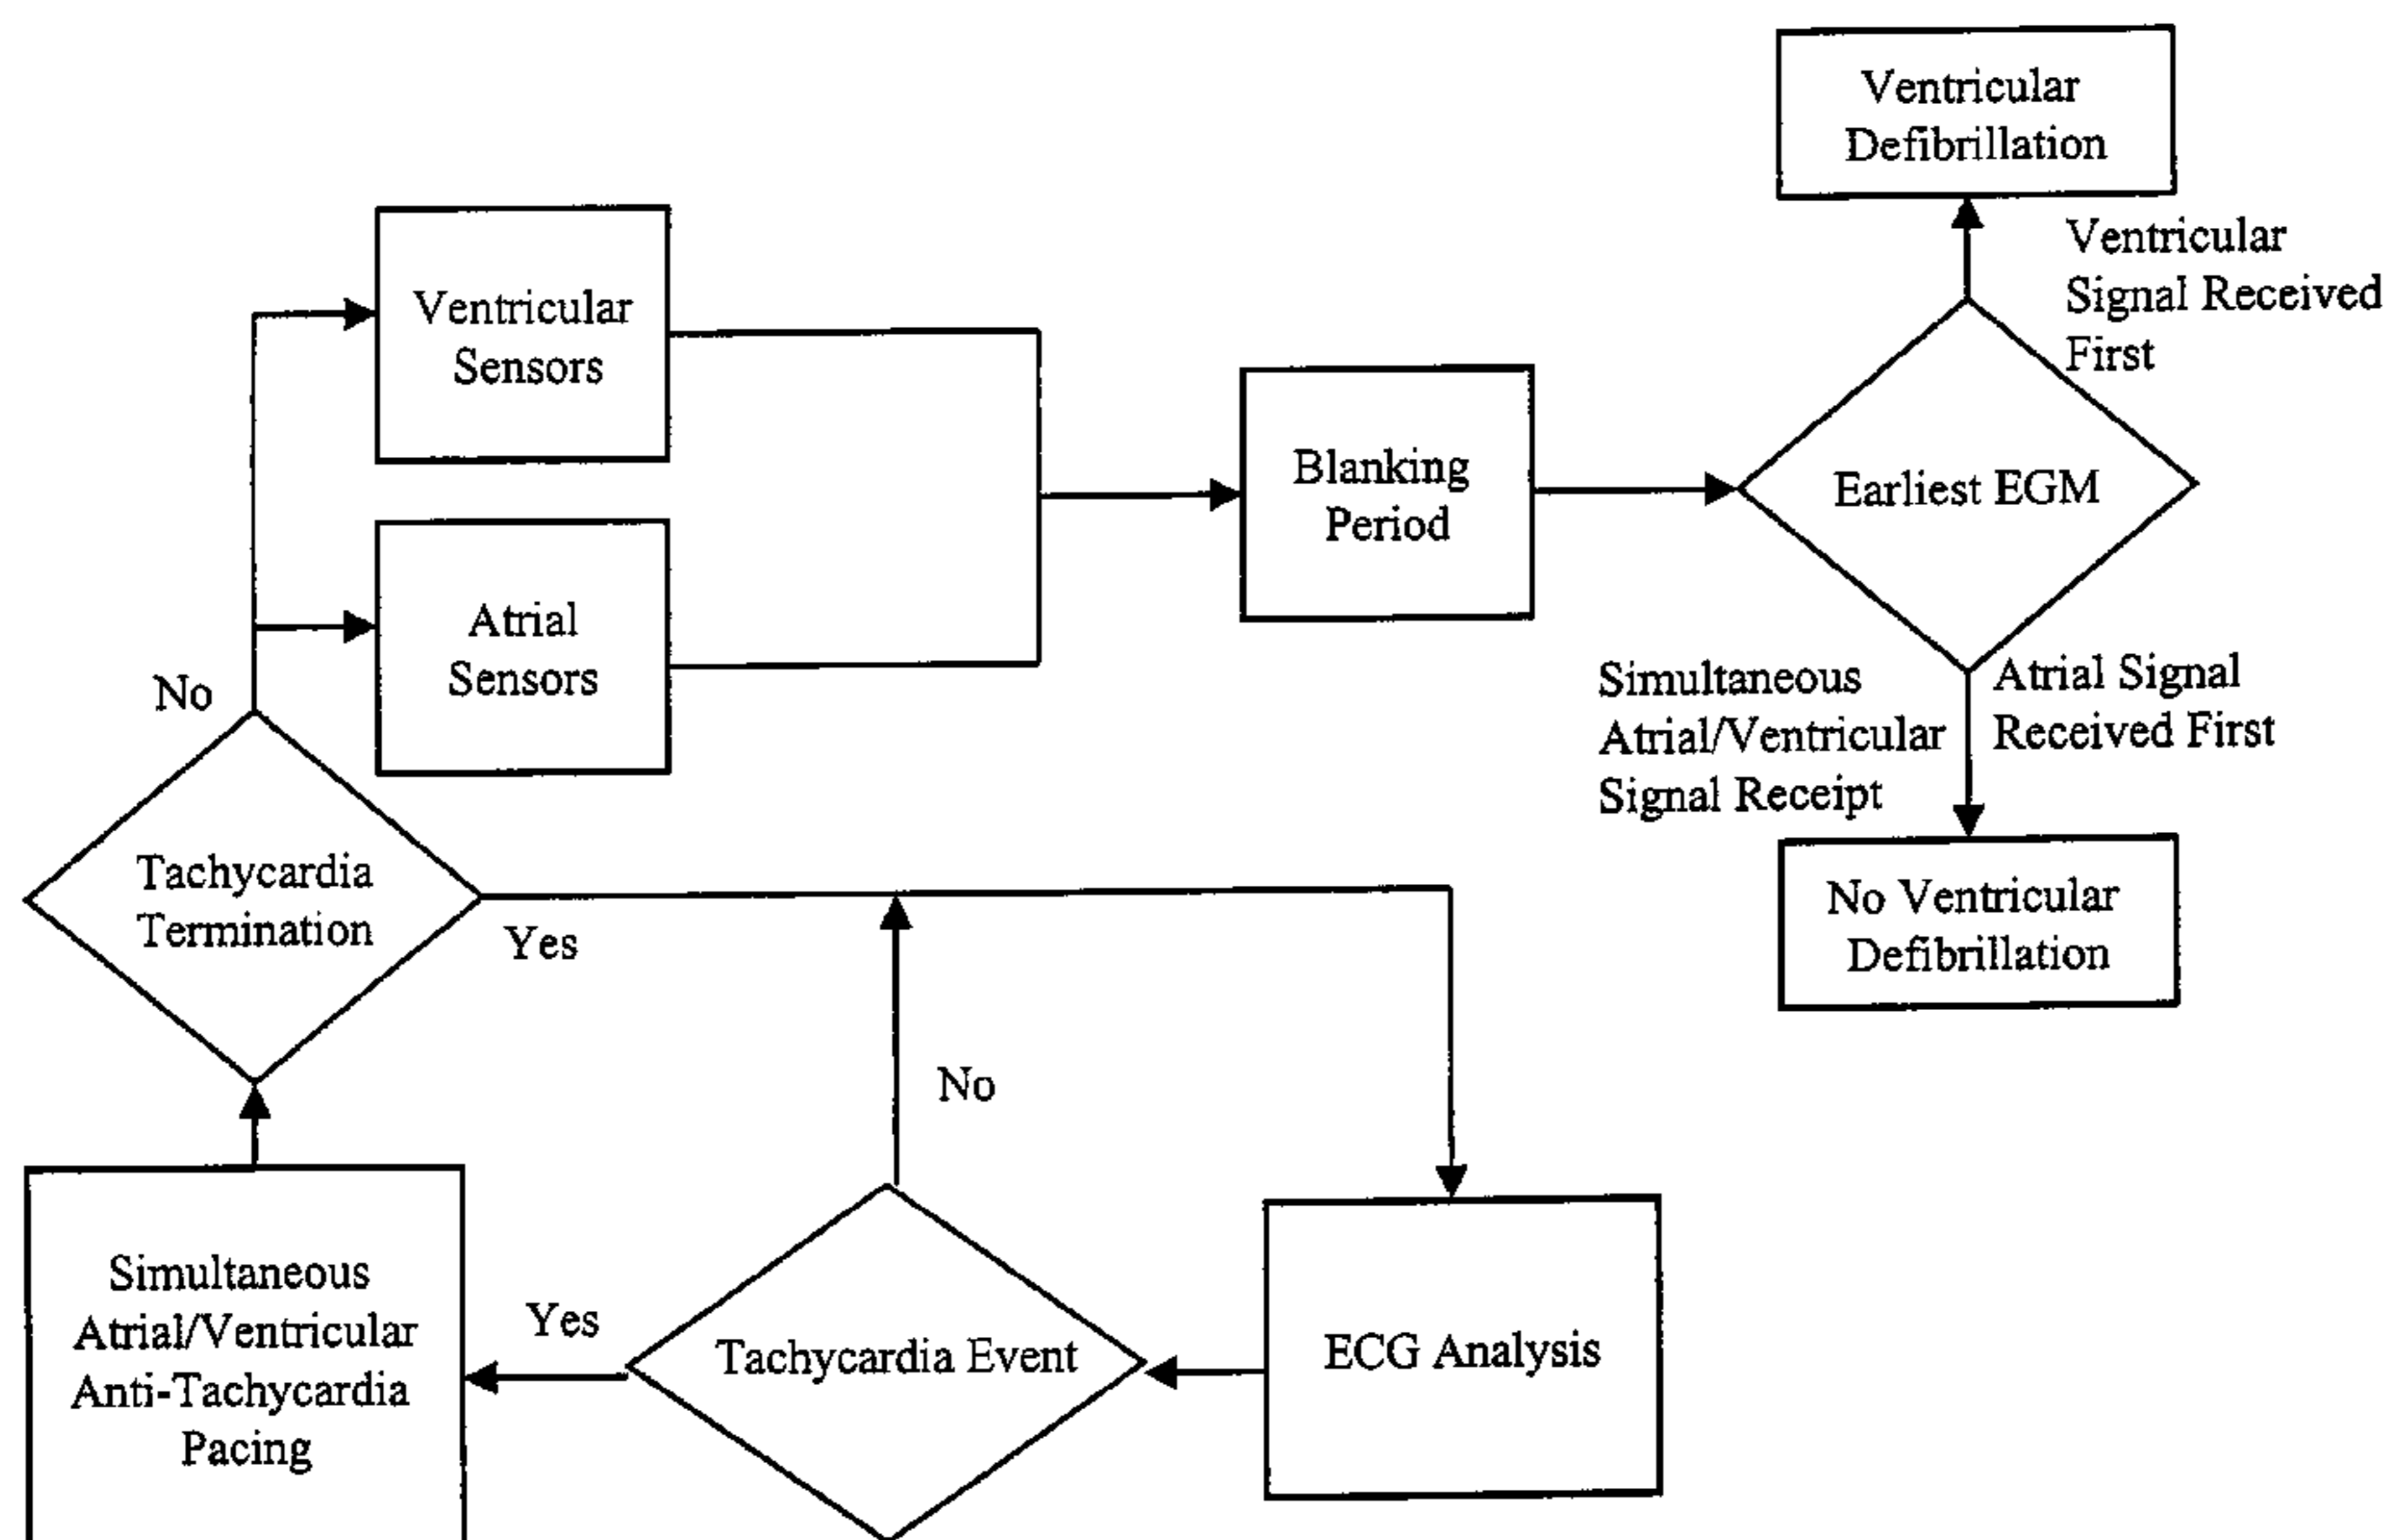 Ventricular
Defibrillation
Ventricular
Signal Received
First
Ventricular
Sensors
Blanking
Period
Earliest EGM
Atrial
Sensors
No
Simultaneous
Atrial/Ventricular
Signal Receipt
Atrial Signal
Received First
Tachycardia
Termination
Yes
No Ventricular
Defibrillation
No
Simultaneous
Atrial/Ventricular
Anti-Tachycardia
Pacing
Yes
Tachycardia Event
ECG Analysis